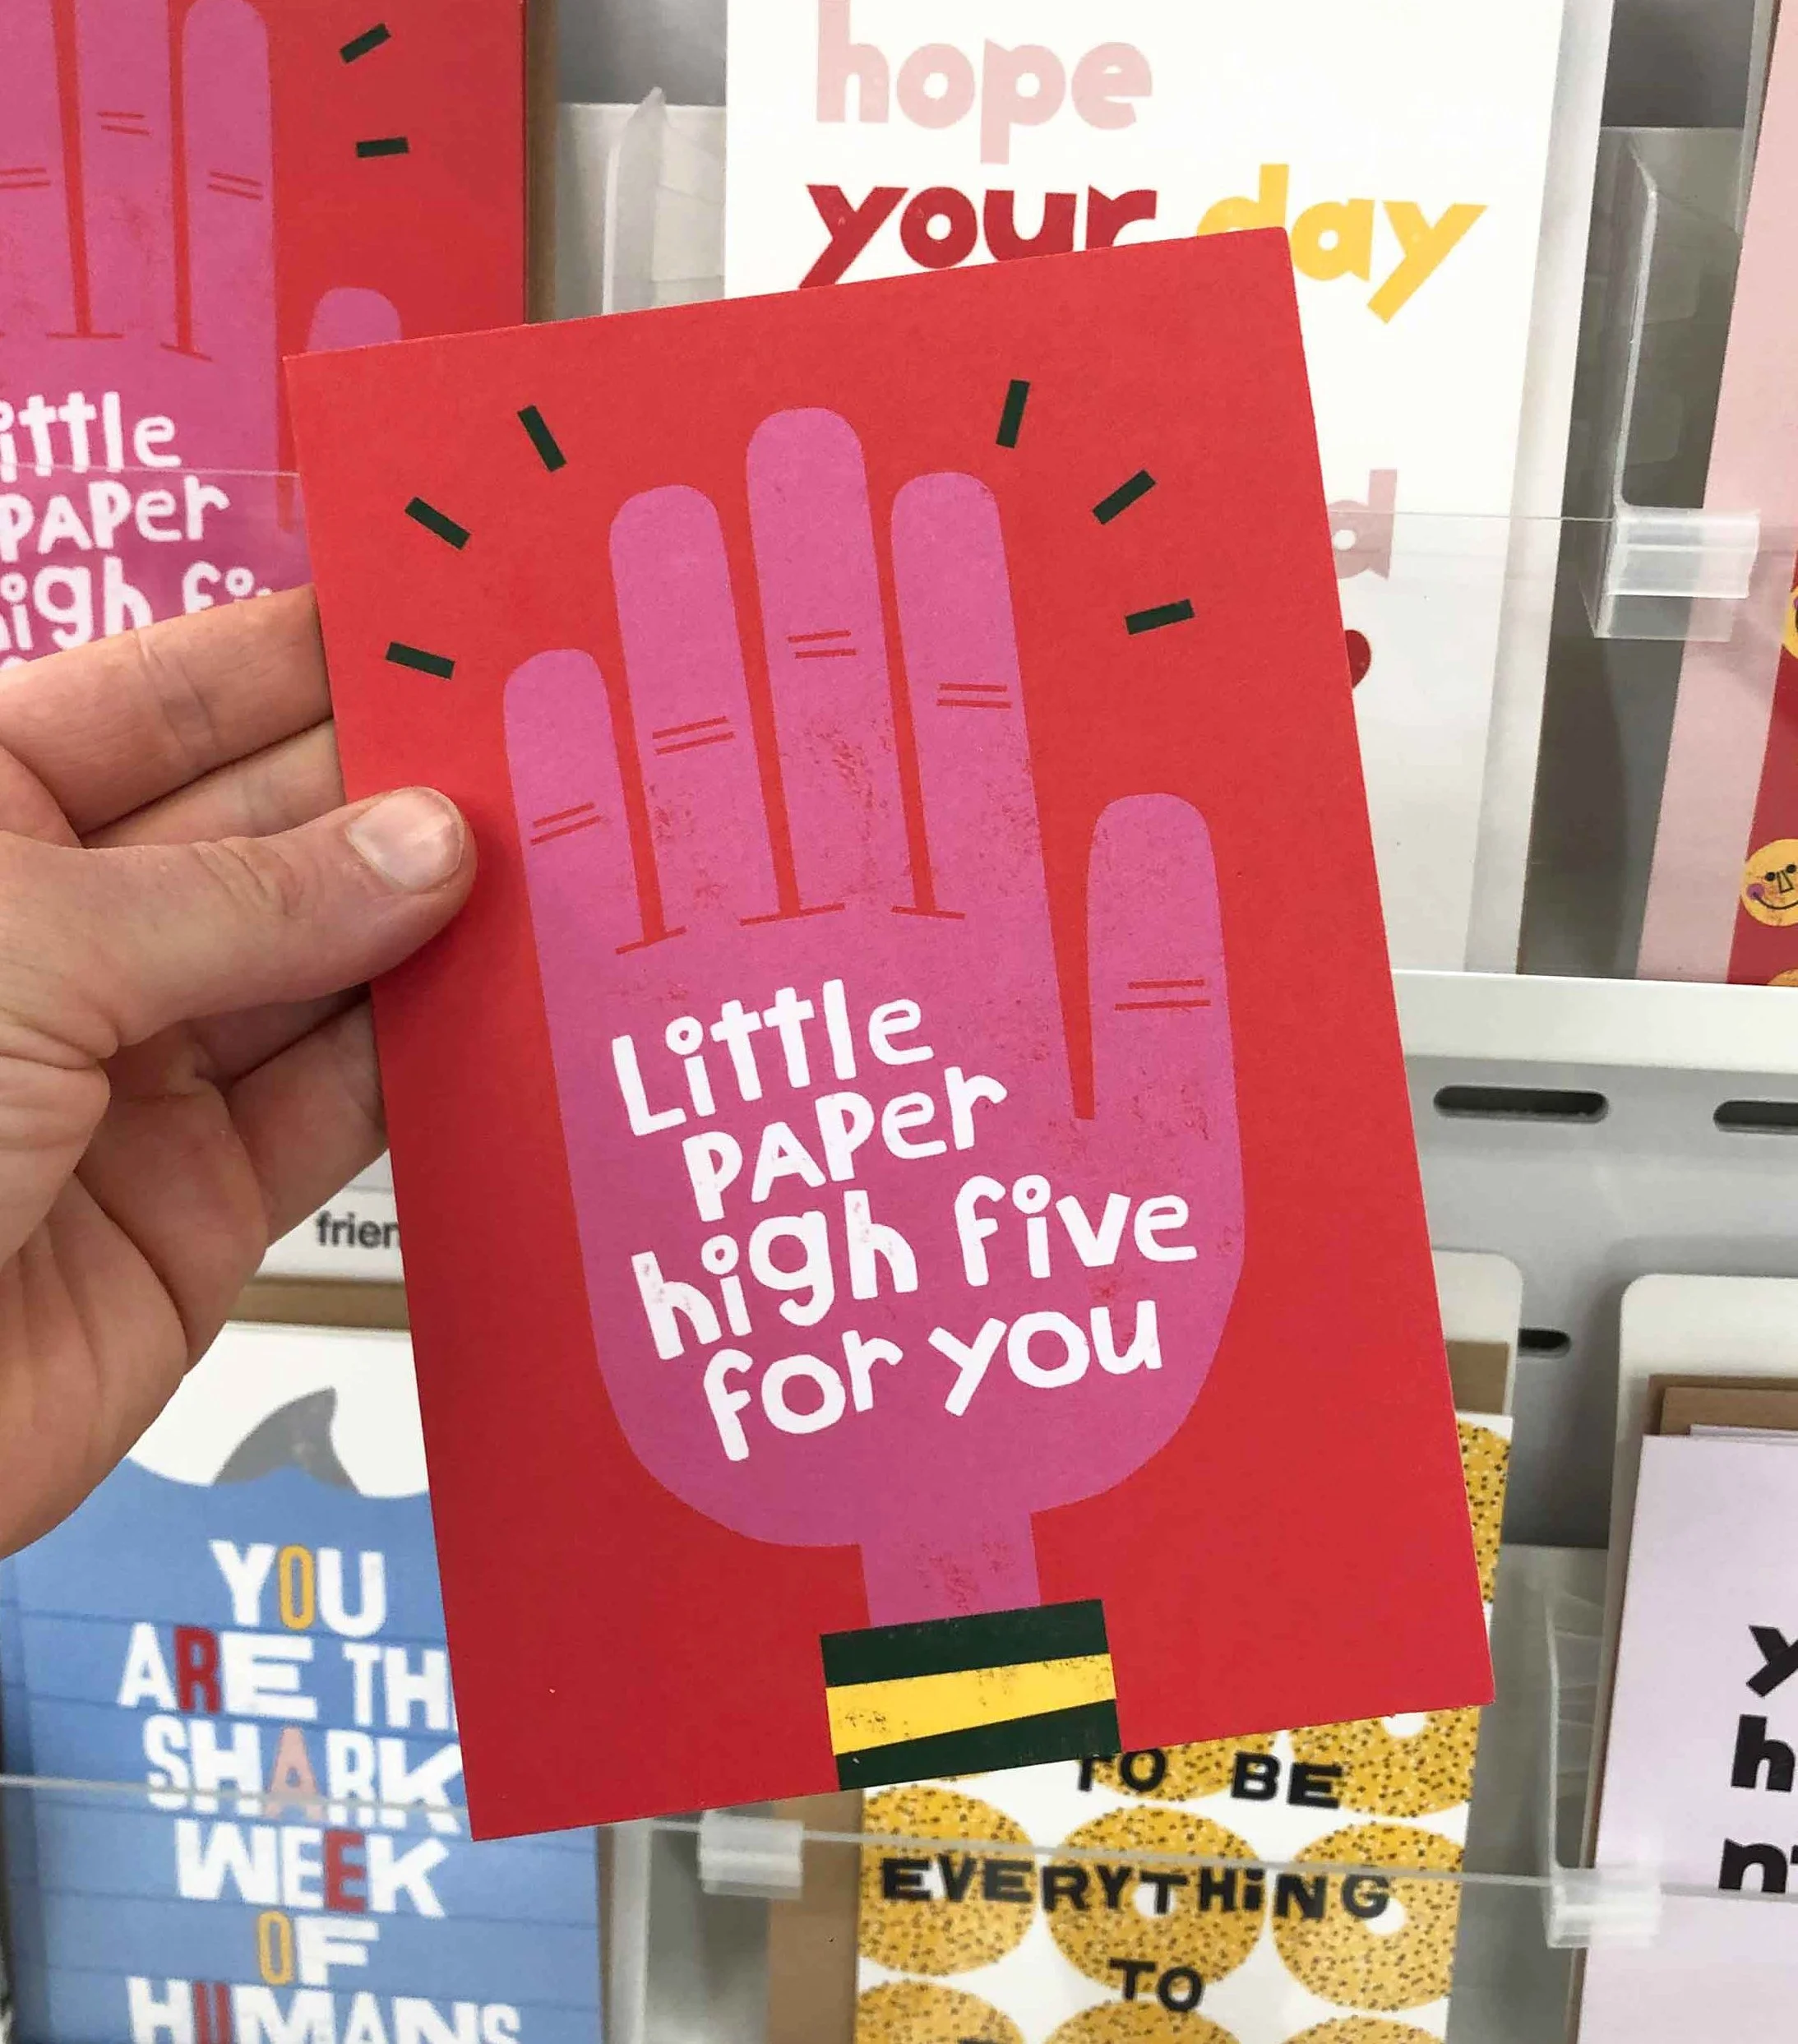 hope
your day
ittle
PAPer
igh
Little
PAPer
high five
for you
frien
YOU
ARE TH
SHARK
WEEK
OF
HUMANS
TO BE
EVERYTHiNG
TO
y
h